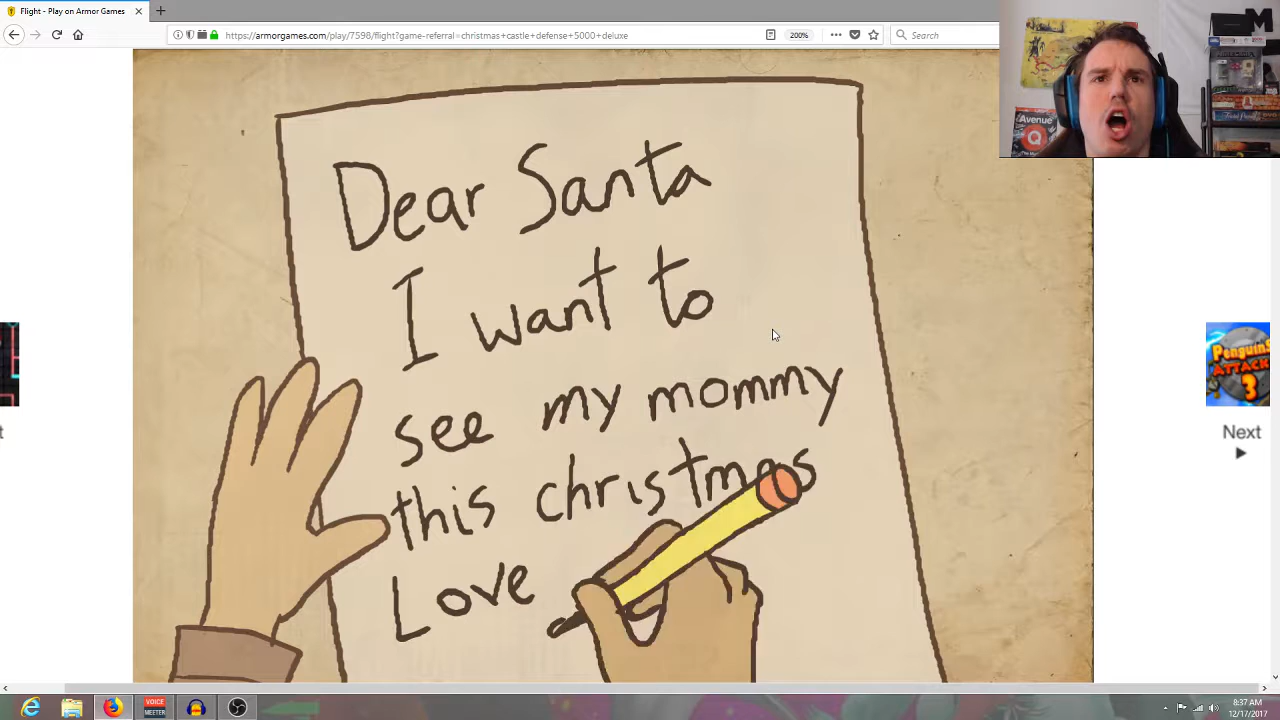 Flight - Play on Armor Games
https://armorgames.com/play/7598/flight?game-referral=christmas+castle+defense+5000+deluxe
200%
Search
M
Avenue
Q
Dear Santa
I want to
see my mommy
this christmas
Love
Penguins
ATTACK
3
Next
t
VOICE
MEETER
8:37 AM
12/17/2017